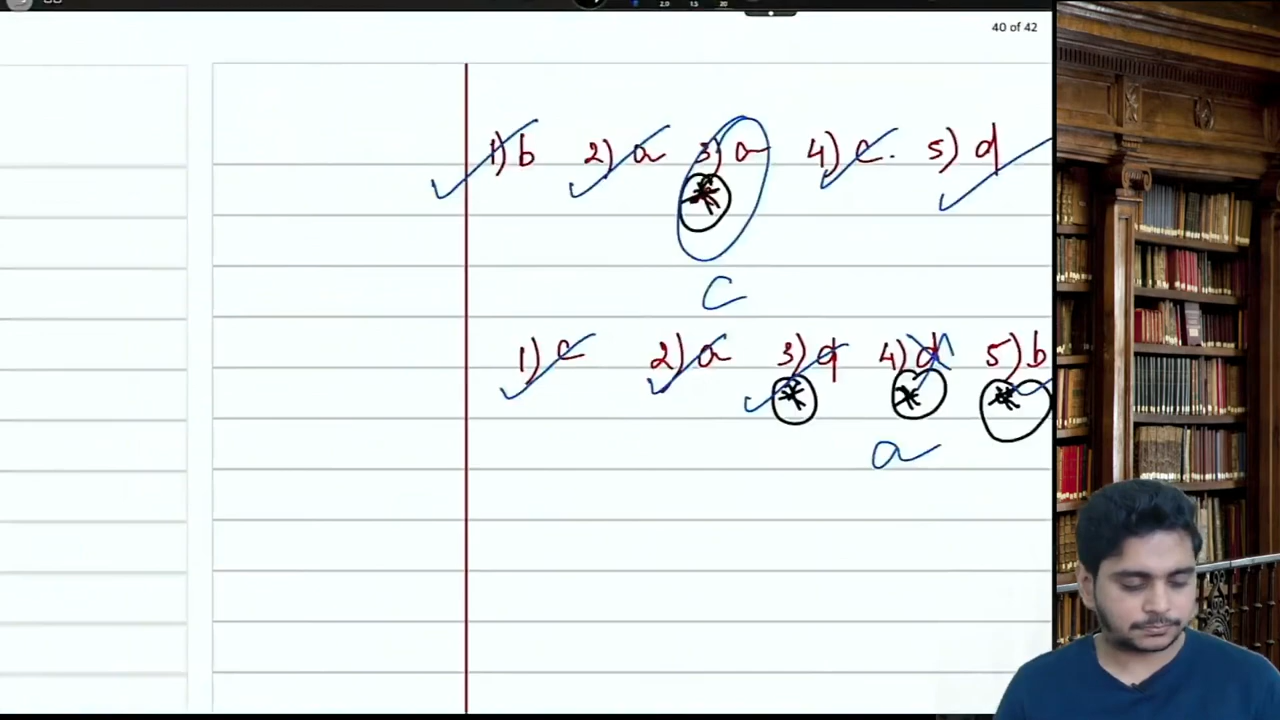 40 of 42
1) b 2) a 3) a 4) c. 5) d
*
c
1) c 2) a 3) d 4) d 5) b
* * *
a